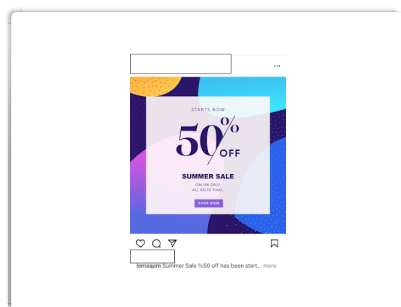 STARTS NOW
50%
OFF
SUMMER SALE
ONLINE ONLY.
ALL SALES FINAL.
SHOP NOW
lemaqam Summer Sale %50 off has been start... more